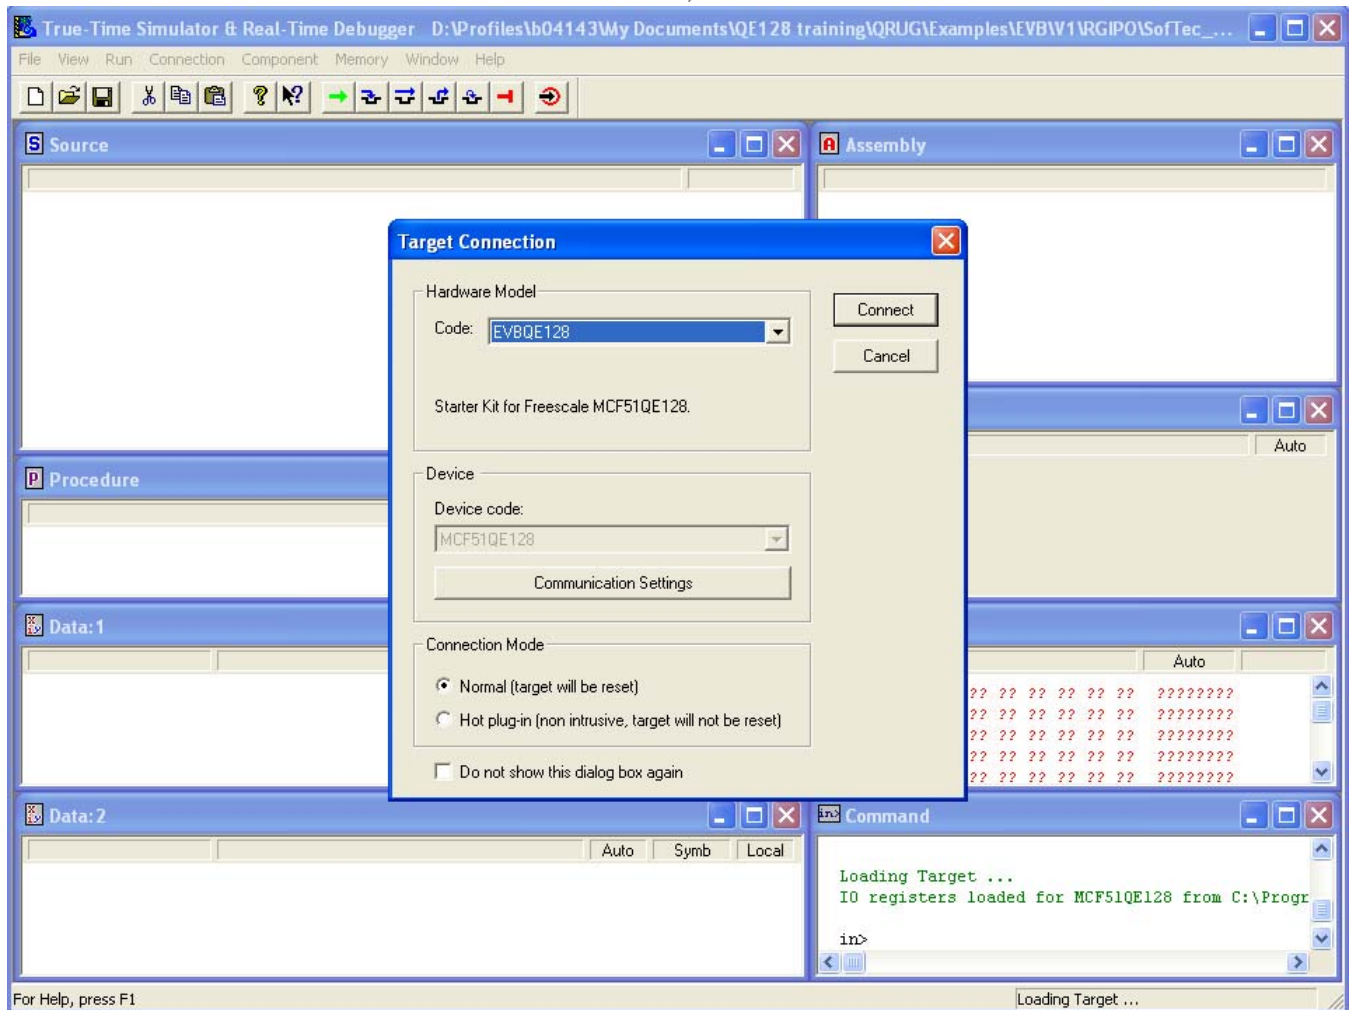 True-Time Simulator & Real-Time Debugger D:\Profiles\b04143\My Documents\QE128 training\QRUG\Examples\EVB\V1\RGIPO\SofTec_...
File View Run Connection Component Memory Window Help
S Source
A Assembly
Target Connection
Hardware Model
Code: EVBQE128
Connect
Cancel
Starter Kit for Freescale MCF51QE128.
Auto
P Procedure
Device
Device code:
MCF51QE128
Communication Settings
Data:1
Connection Mode
Auto
Normal (target will be reset)
?? ?? ?? ?? ?? ?? ????????
Hot plug-in (non intrusive, target will not be reset)
?? ?? ?? ?? ?? ?? ????????
?? ?? ?? ?? ?? ?? ????????
?? ?? ?? ?? ?? ?? ????????
Do not show this dialog box again
?? ?? ?? ?? ?? ?? ????????
Data:2
in> Command
Auto Symb Local
Loading Target ...
IO registers loaded for MCF51QE128 from C:\Progr
in>
For Help, press F1
Loading Target ...